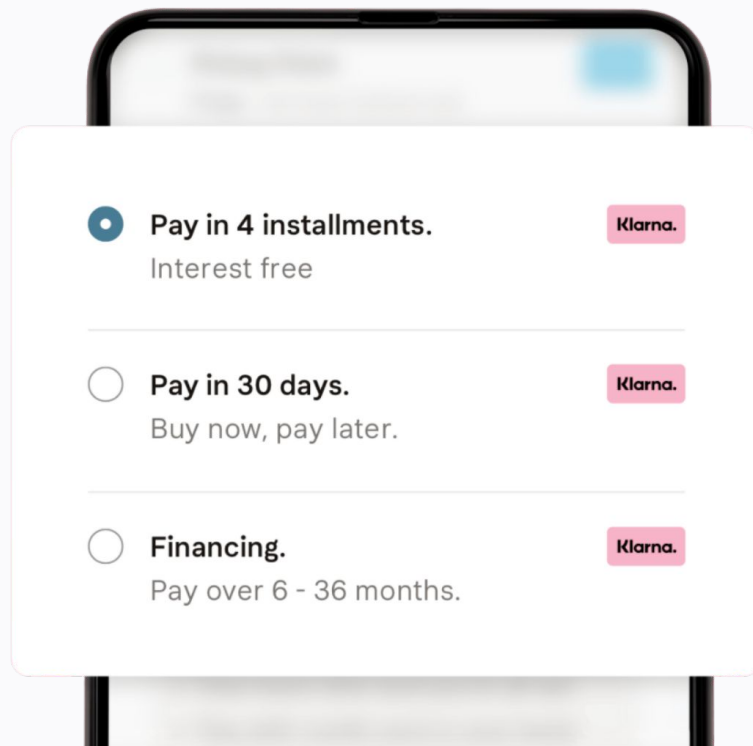 Pay in 4 installments.
Klarna.
Interest free
Pay in 30 days.
Klarna.
Buy now, pay later.
Financing.
Klarna.
Pay over 6 - 36 months.